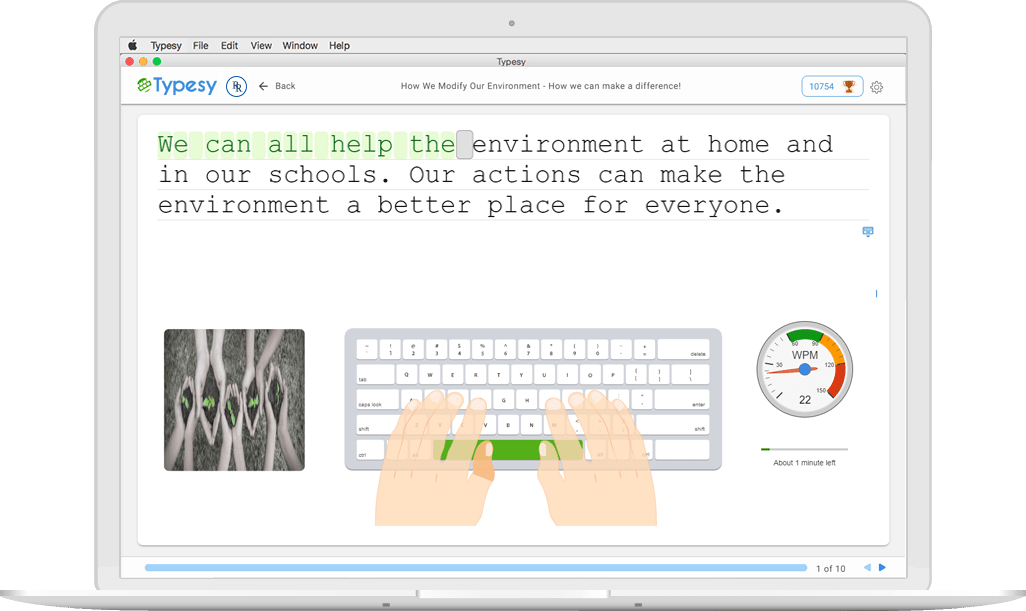 Typesy File Edit View Window Help
Typesy
Typesy R Back How We Modify Our Environment - How we can make a difference! 10754
We can all help the environment at home and
in our schools. Our actions can make the
environment a better place for everyone.
! @ # $ % ^ & * ( )
1 2 3 4 5 6 7 8 9 0 - = delete
tab Q W E R T Y U I O P
caps lock G H enter
shift V B N shift
ctrl
60 90
WPM
30 120
150
22
About 1 minute left
1 of 10